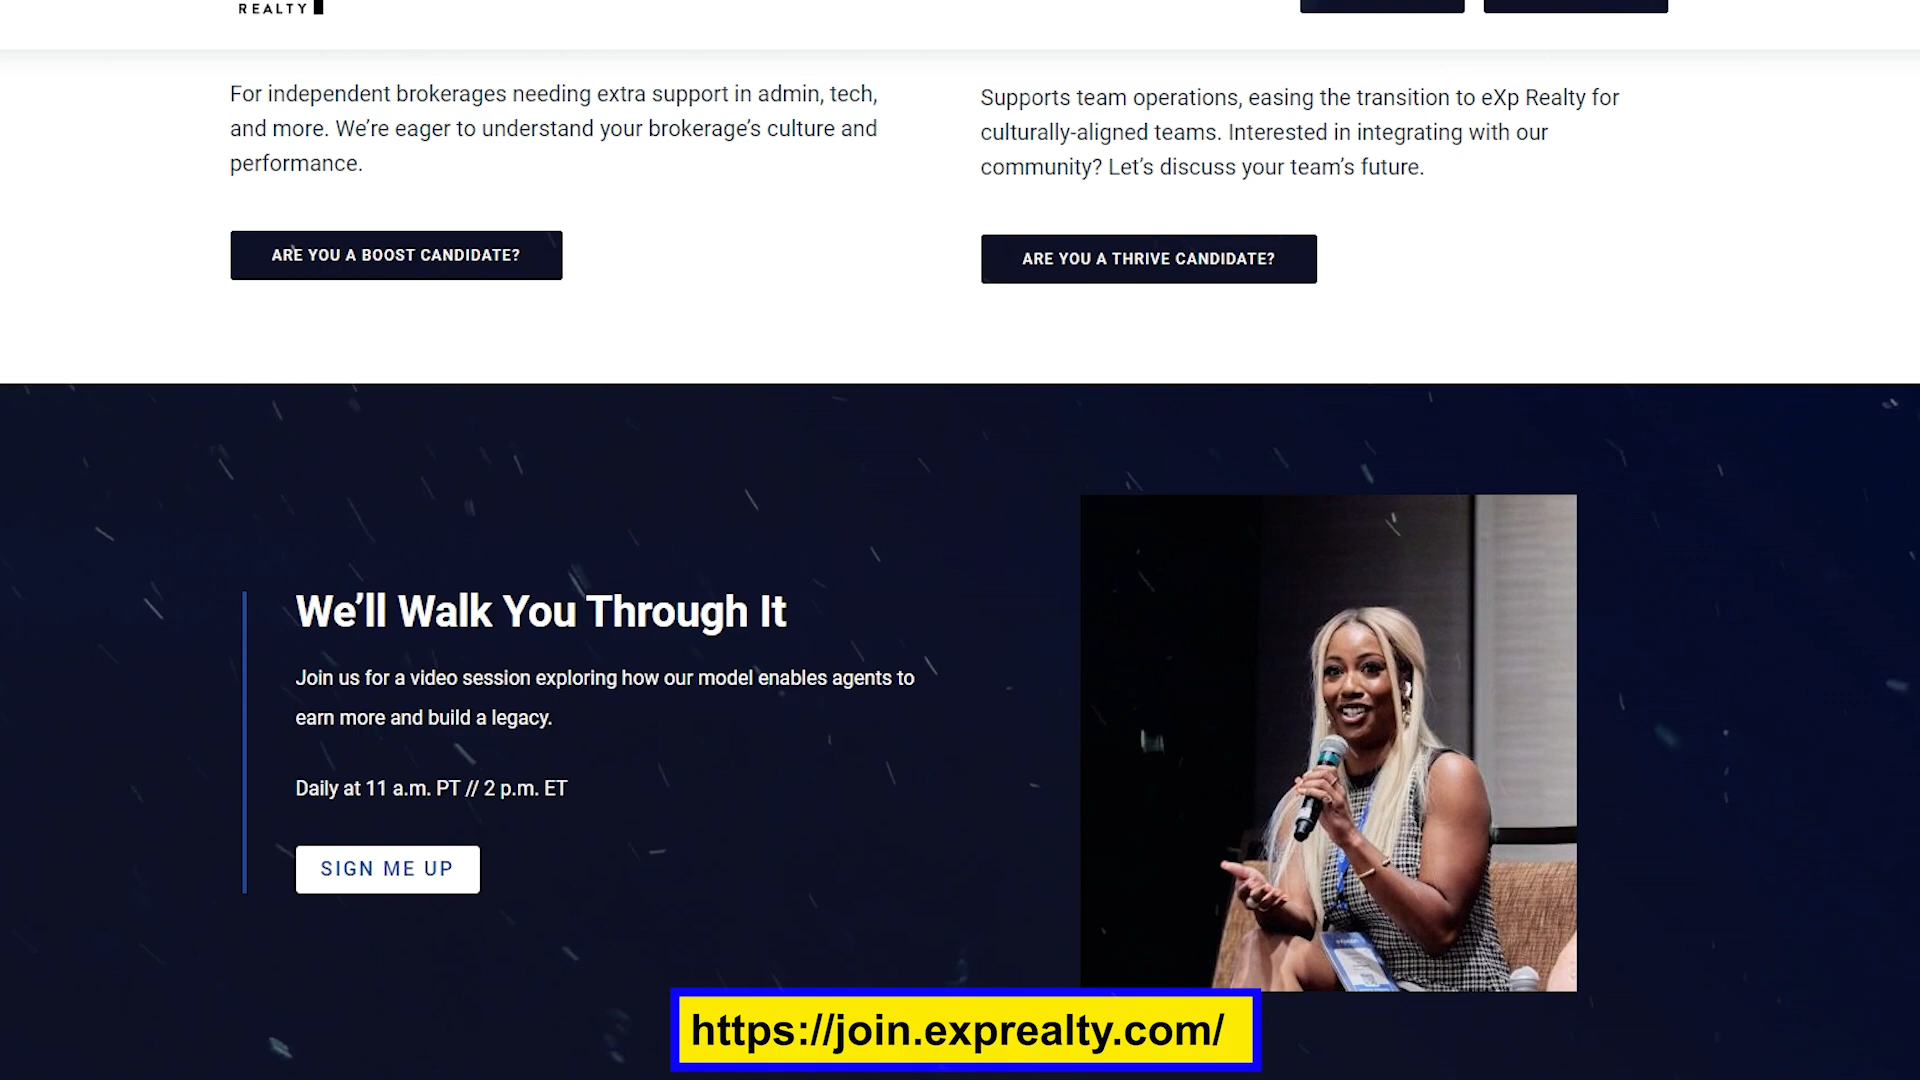 REALTY
For independent brokerages needing extra support in admin, tech,
and more. We’re eager to understand your brokerage’s culture and
performance.
ARE YOU A BOOST CANDIDATE?
Supports team operations, easing the transition to eXp Realty for
culturally-aligned teams. Interested in integrating with our
community? Let’s discuss your team’s future.
ARE YOU A THRIVE CANDIDATE?
We’ll Walk You Through It
Join us for a video session exploring how our model enables agents to
earn more and build a legacy.
Daily at 11 a.m. PT // 2 p.m. ET
SIGN ME UP
https://join.exprealty.com/